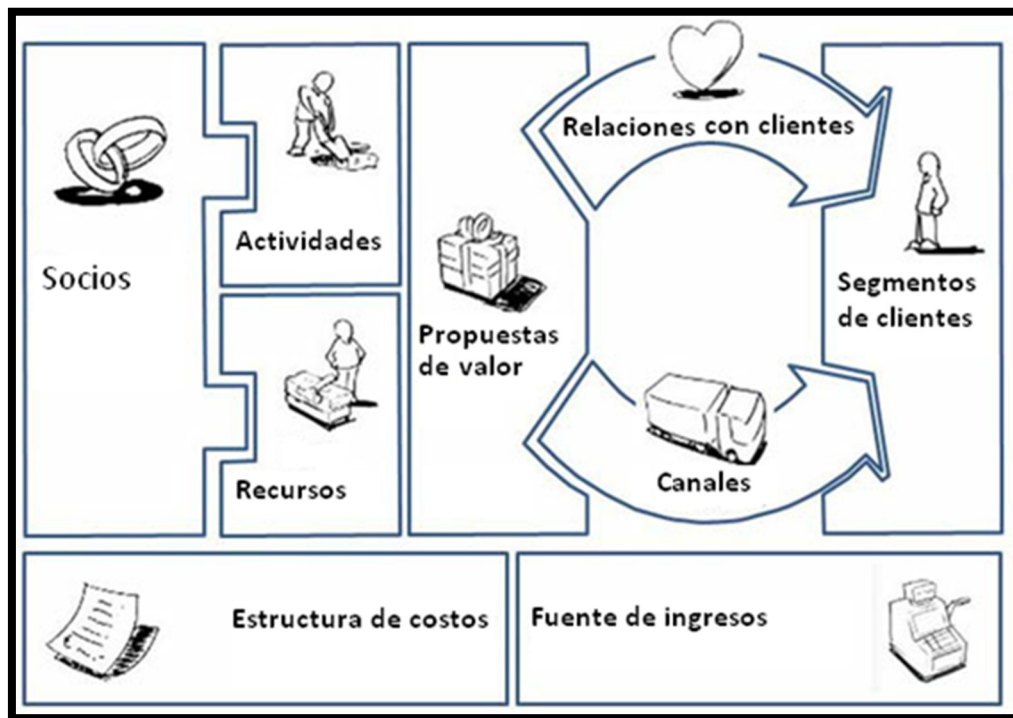 Socios
Actividades
Recursos
Propuestas
de valor
Relaciones con clientes
Canales
Segmentos
de clientes
Estructura de costos
Fuente de ingresos